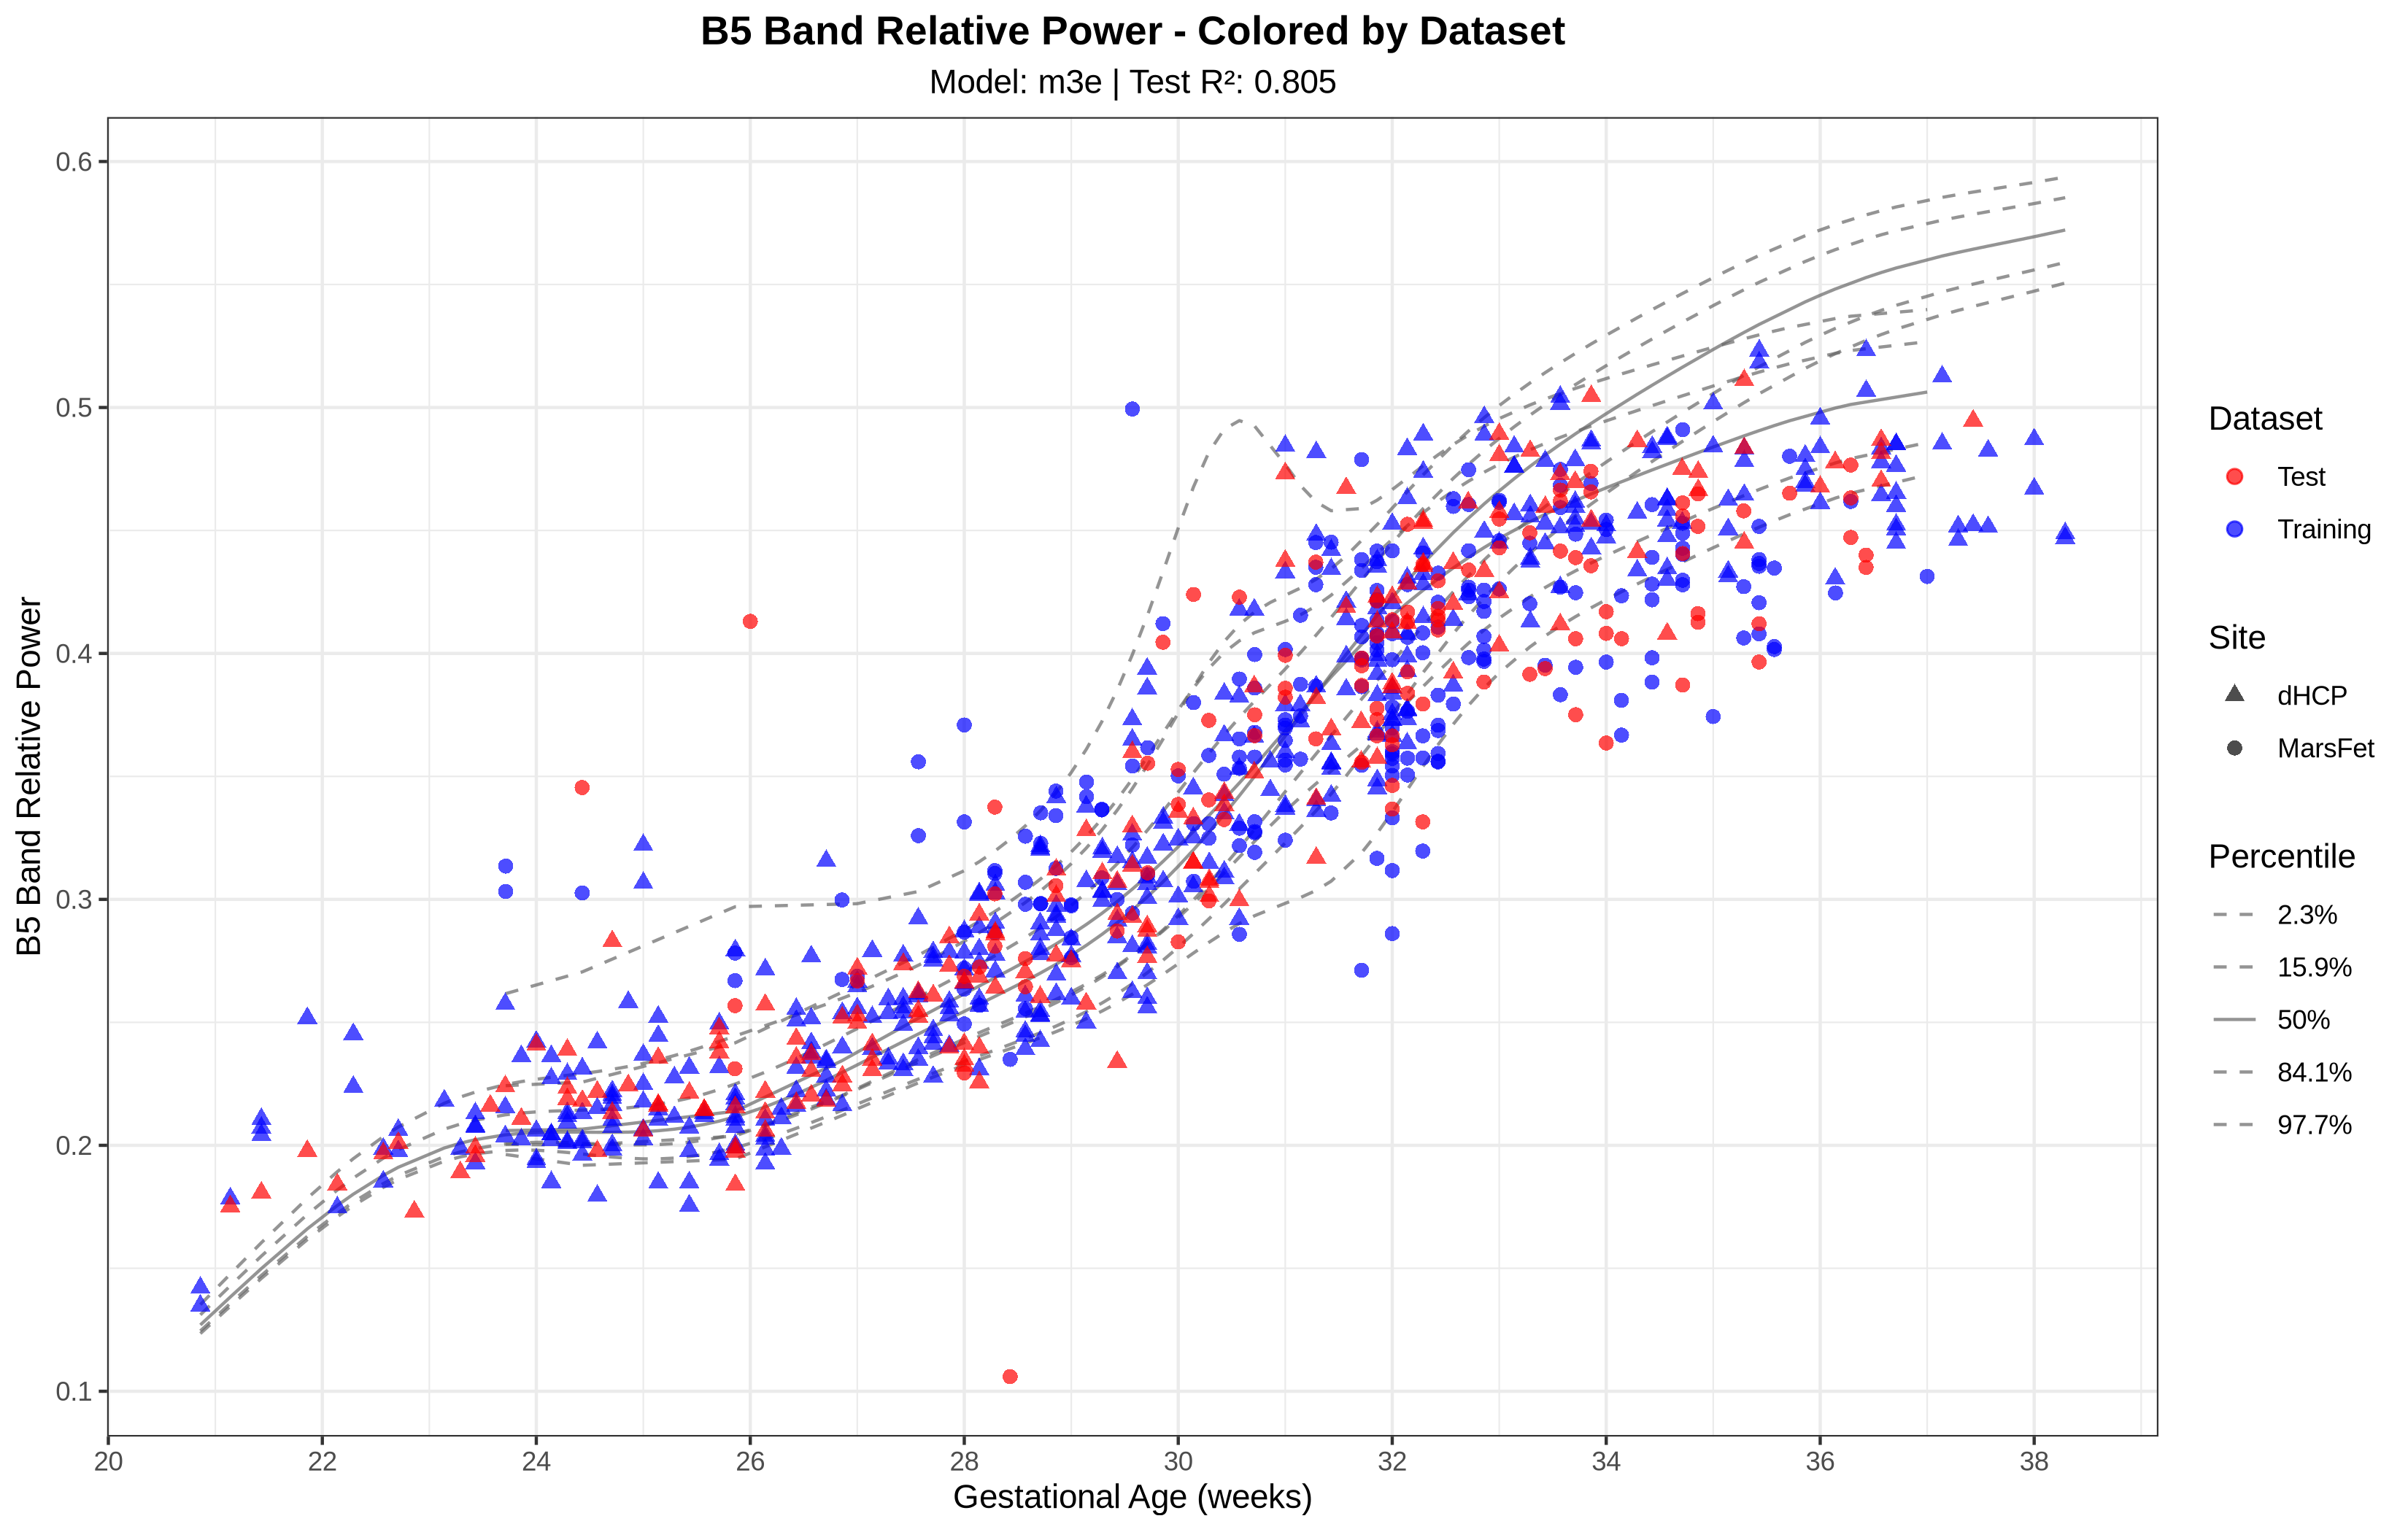 B5 Band Relative Power - Colored by Dataset
Model: m3e | Test R²: 0.805
B5 Band Relative Power
0.6
0.5
0.4
0.3
0.2
0.1
20 22 24 26 28 30 32 34 36 38
Gestational Age (weeks)
Dataset
Test
Training
Site
dHCP
MarsFet
Percentile
2.3%
15.9%
50%
84.1%
97.7%